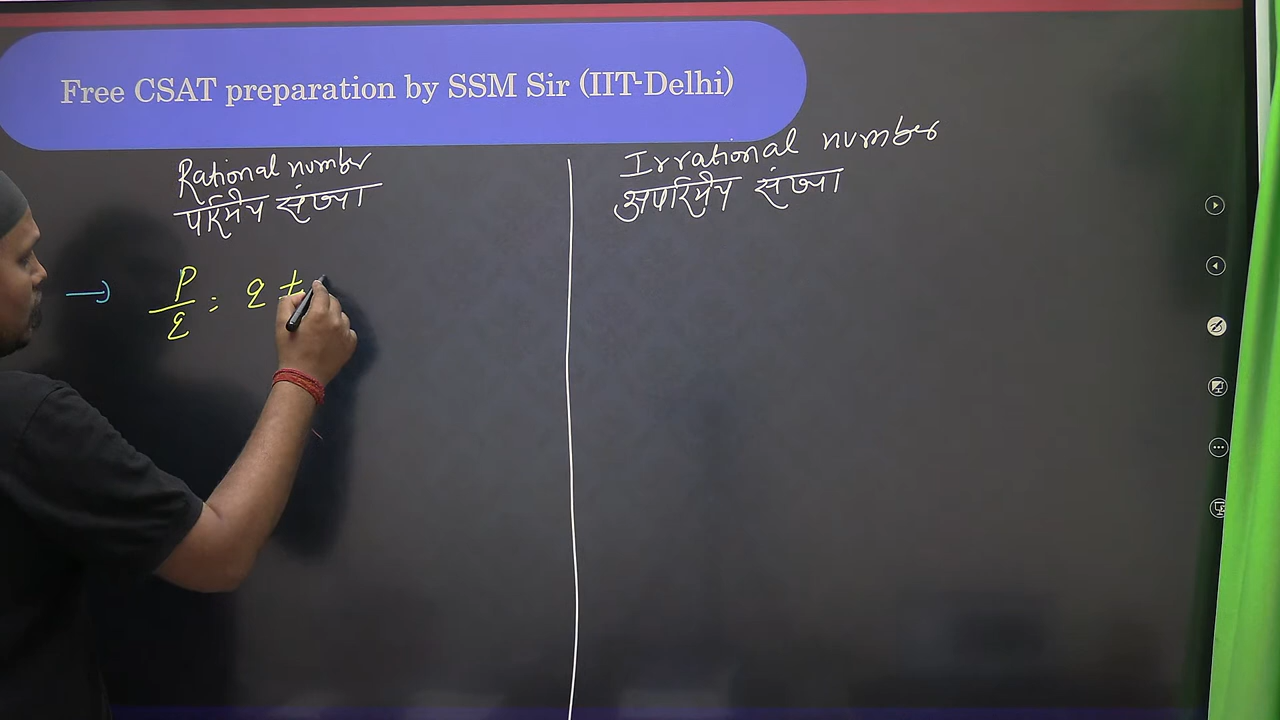 Free CSAT preparation by SSM Sir (IIT-Delhi)
Rational number
परिमेय संख्या
Irrational number
अपरिमेय संख्या
→ p/q : q ≠